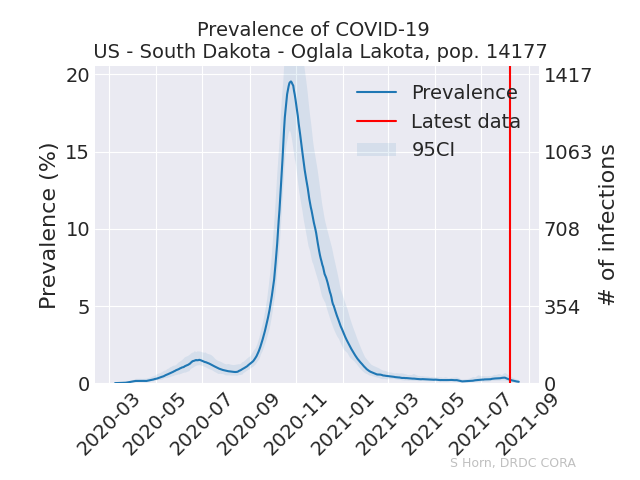 Prevalence of COVID-19
US - South Dakota - Oglala Lakota, pop. 14177
Prevalence (%)
20
15
10
5
0
Prevalence
Latest data
95CI
1417
1063
708
354
0
# of infections
2020-03
2020-05
2020-07
2020-09
2020-11
2021-01
2021-03
2021-05
2021-07
2021-09
S Horn, DRDC CORA